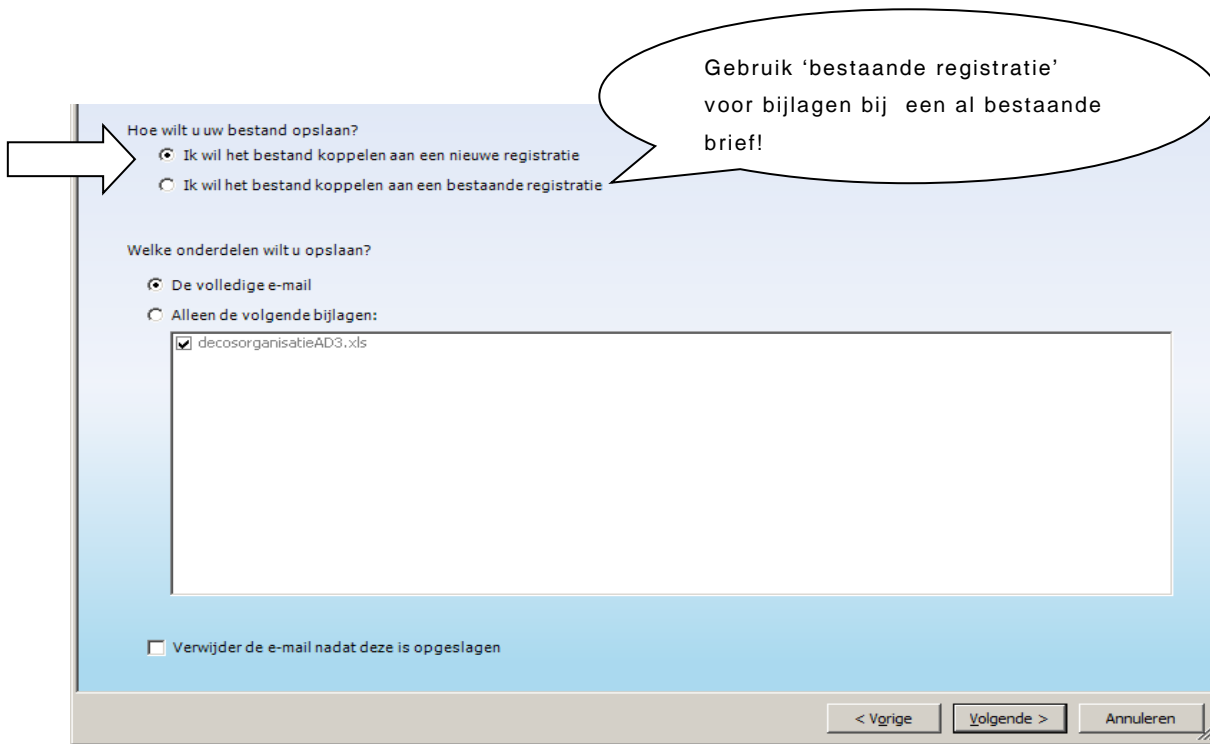 Gebruik ‘bestaande registratie’
voor bijlagen bij een al bestaande
brief!
Hoe wilt u uw bestand opslaan?
Ik wil het bestand koppelen aan een nieuwe registratie
Ik wil het bestand koppelen aan een bestaande registratie
Welke onderdelen wilt u opslaan?
De volledige e-mail
Alleen de volgende bijlagen:
decosorganisatieAD3.xls
Verwijder de e-mail nadat deze is opgeslagen
< Vorige Volgende > Annuleren